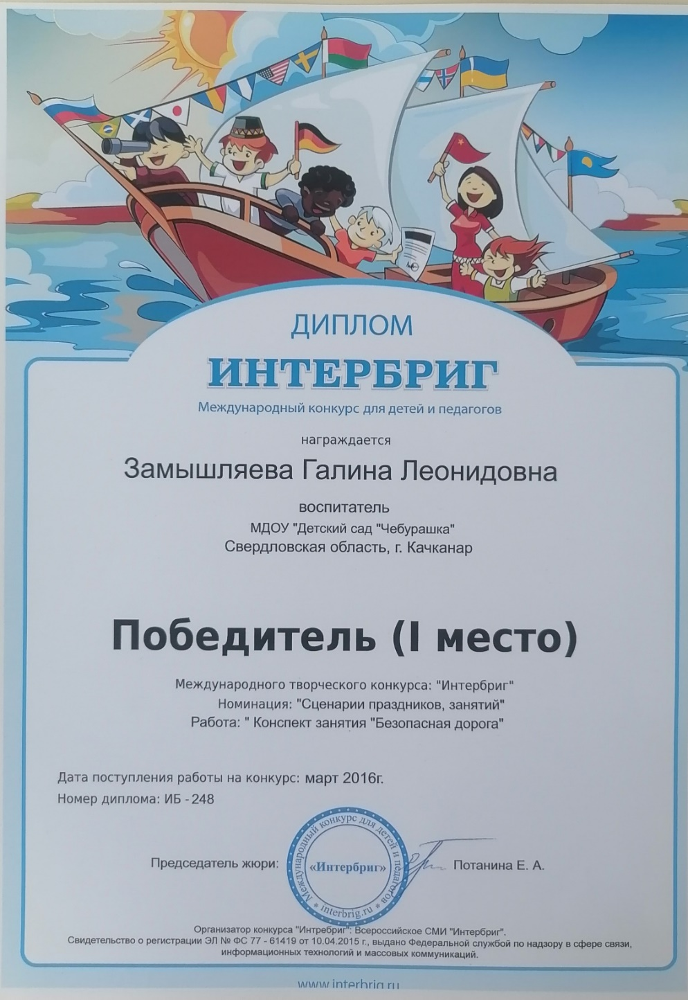 ДИПЛОМ
ИНТЕРБРИГ
Международный конкурс для детей и педагогов
награждается
Замышляева Галина Леонидовна
воспитатель
МДОУ "Детский сад "Чебурашка"
Свердловская область, г. Качканар
Победитель (I место)
Международного творческого конкурса: "Интербриг"
Номинация: "Сценарии праздников, занятий"
Работа: " Конспект занятия "Безопасная дорога"
Дата поступления работы на конкурс: март 2016г.
Номер диплома: ИБ - 248
Международный конкурс для детей и педагогов
* interbrig.ru *
«Интербриг»
Председатель жюри:
Потанина Е. А.
Организатор конкурса "Интребриг": Всероссийское СМИ "Интербриг".
Свидетельство о регистрации ЭЛ № ФС 77 - 61419 от 10.04.2015 г., выдано Федеральной службой по надзору в сфере связи,
информационных технологий и массовых коммуникаций.
www.interbrig.ru